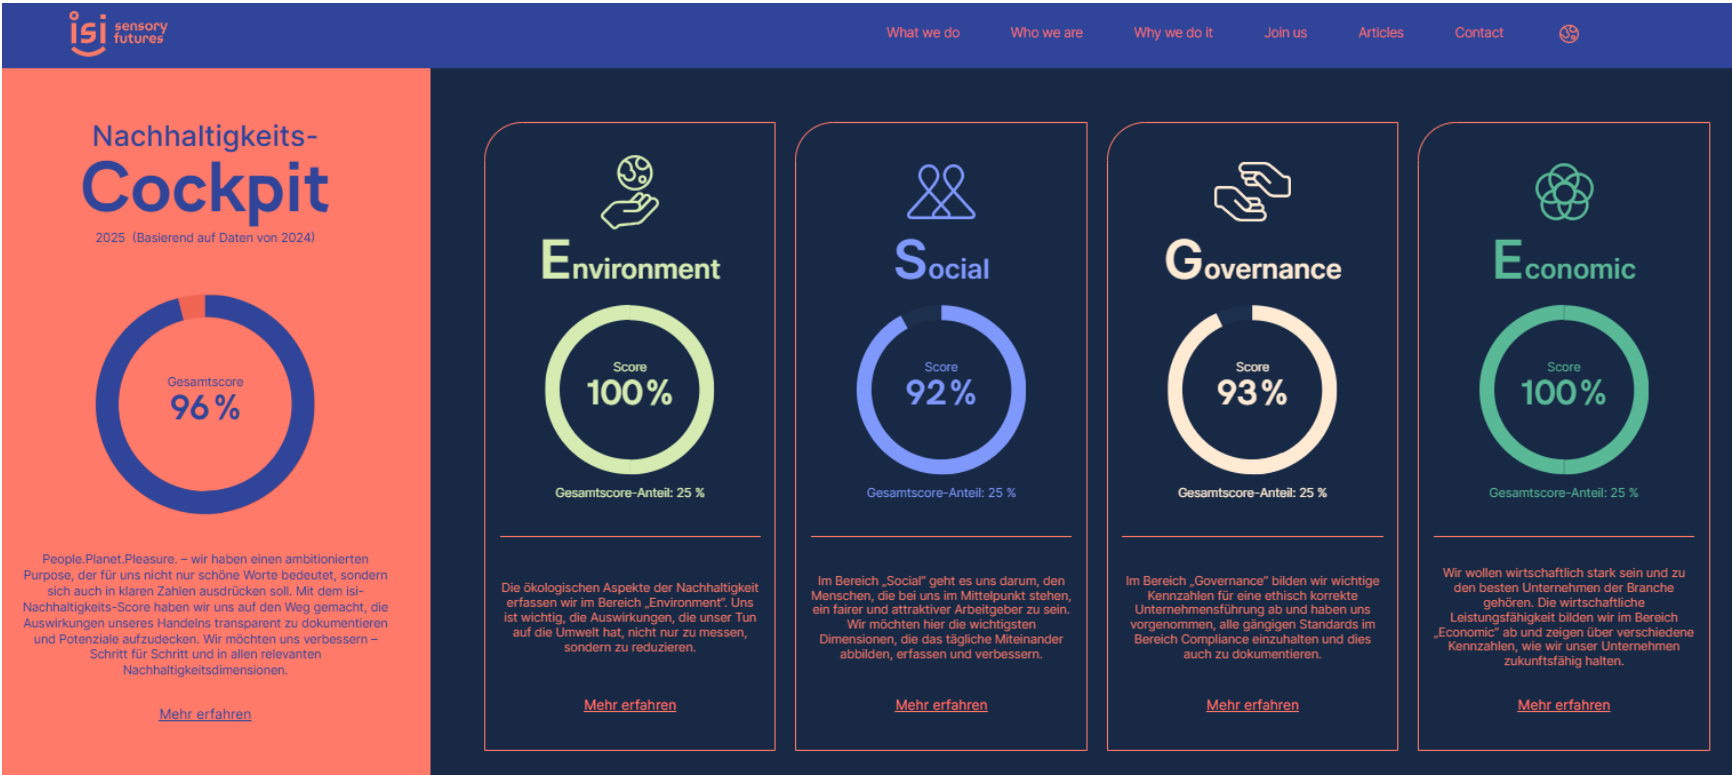 isi sensory
futures
What we do
Who we are
Why we do it
Join us
Articles
Contact
Nachhaltigkeits-
Cockpit
2025 (Basierend auf Daten von 2024)
Gesamtscore
96 %
People.Planet.Pleasure. – wir haben einen ambitionierten
Purpose, der für uns nicht nur schöne Worte bedeutet, sondern
sich auch in klaren Zahlen ausdrücken soll. Mit dem isi-
Nachhaltigkeits-Score haben wir uns auf den Weg gemacht, die
Auswirkungen unseres Handelns transparent zu dokumentieren
und Potenziale aufzudecken. Wir möchten uns verbessern –
Schritt für Schritt und in allen relevanten
Nachhaltigkeitsdimensionen.
Mehr erfahren
Environment
Score
100 %
Gesamtscore-Anteil: 25 %
Die ökologischen Aspekte der Nachhaltigkeit
erfassen wir im Bereich „Environment”. Uns
ist wichtig, die Auswirkungen, die unser Tun
auf die Umwelt hat, nicht nur zu messen,
sondern zu reduzieren.
Mehr erfahren
Social
Score
92 %
Gesamtscore-Anteil: 25 %
Im Bereich „Social” geht es uns darum, den
Menschen, die bei uns im Mittelpunkt stehen,
ein fairer und attraktiver Arbeitgeber zu sein.
Wir möchten hier die wichtigsten
Dimensionen, die das tägliche Miteinander
abbilden, erfassen und verbessern.
Mehr erfahren
Governance
Score
93 %
Gesamtscore-Anteil: 25 %
Im Bereich „Governance” bilden wir wichtige
Kennzahlen für eine ethisch korrekte
Unternehmensführung ab und haben uns
vorgenommen, alle gängigen Standards im
Bereich Compliance einzuhalten und dies
auch zu dokumentieren.
Mehr erfahren
Economic
Score
100 %
Gesamtscore-Anteil: 25 %
Wir wollen wirtschaftlich stark sein und zu
den besten Unternehmen der Branche
gehören. Die wirtschaftliche
Leistungsfähigkeit bilden wir im Bereich
„Economic” ab und zeigen über verschiedene
Kennzahlen, wie wir unser Unternehmen
zukunftsfähig halten.
Mehr erfahren